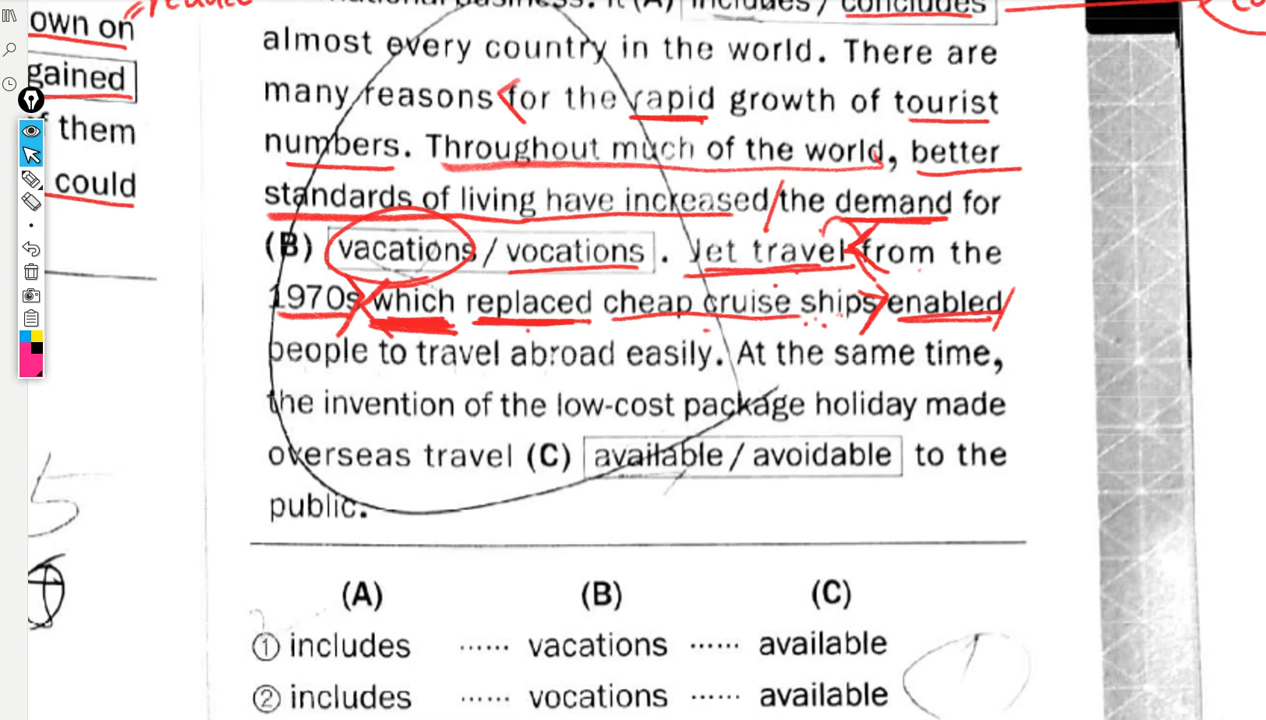 own on
gained
them
could
includes / concludes
almost every country in the world. There are
many reasons for the rapid growth of tourist
numbers. Throughout much of the world, better
standards of living have increased the demand for
(B) vacations / vocations . Jet travel from the
1970s which replaced cheap cruise ships enabled
people to travel abroad easily. At the same time,
the invention of the low-cost package holiday made
overseas travel (C) available / avoidable to the
public.
(A) (B) (C)
① includes ...... vacations ...... available
② includes ...... vocations ...... available